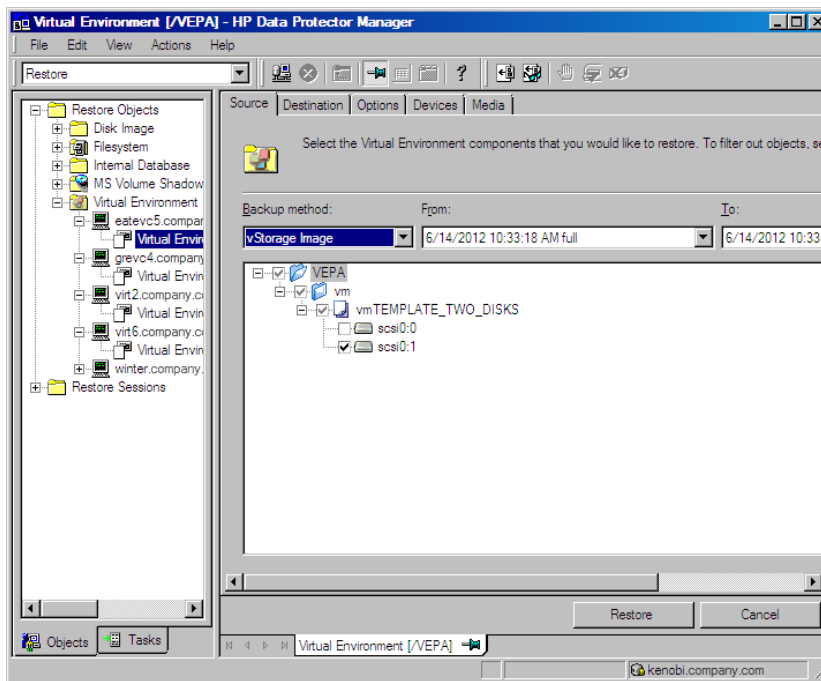 Virtual Environment [/VEPA] - HP Data Protector Manager
File Edit View Actions Help
Restore
Restore Objects
Disk Image
Filesystem
Internal Database
MS Volume Shadow
Virtual Environment
eatevc5.compar
Virtual Envir
grevc4.company
Virtual Envir
virt2.company.c
Virtual Envir
virt6.company.c
Virtual Envir
winter.company.
Restore Sessions
Objects Tasks
Source Destination Options Devices Media
Select the Virtual Environment components that you would like to restore. To filter out objects, se
Backup method: From: To:
vStorage Image 6/14/2012 10:33:18 AM full 6/14/2012 10:33
VEPA
vm
vmTEMPLATE_TWO_DISKS
scsi0:0
scsi0:1
Restore Cancel
Virtual Environment [/VEPA]
kenobi.company.com